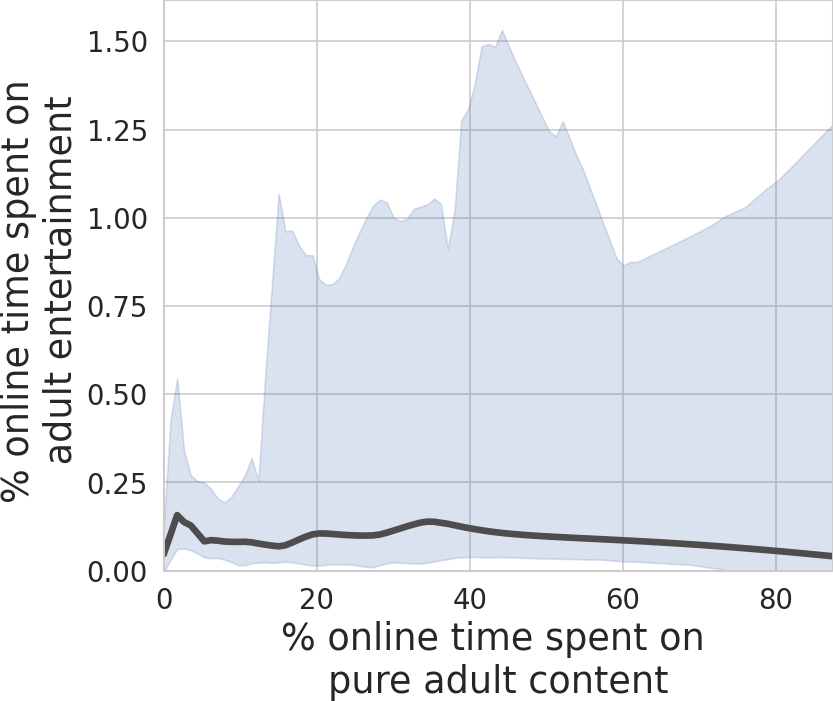 % online time spent on
adult entertainment
1.50
1.25
1.00
0.75
0.50
0.25
0.00
0 20 40 60 80
% online time spent on
pure adult content